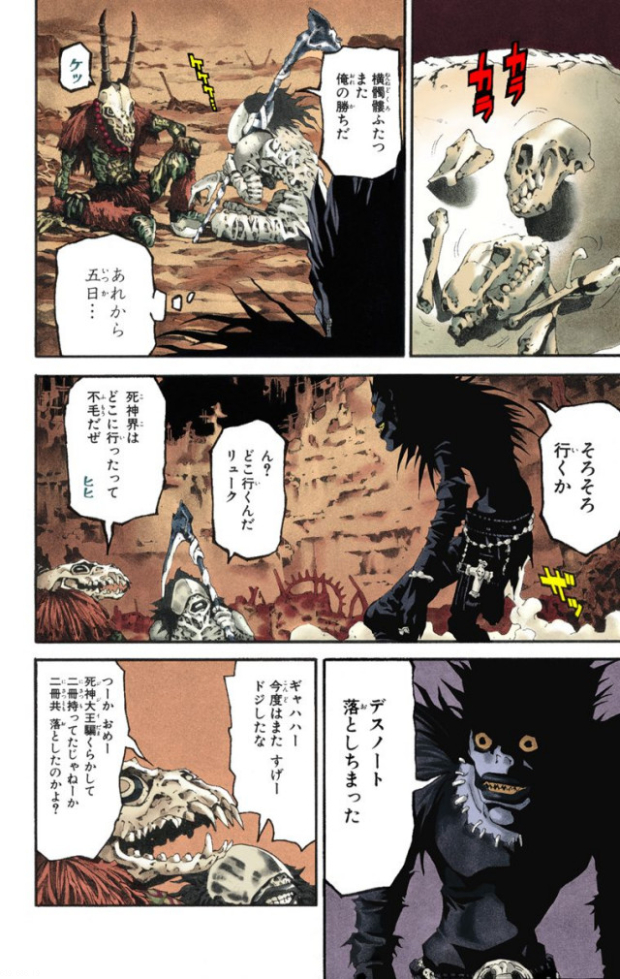 カラ
カラ
横髑髏ふたつ
また
俺の勝ちだ
ケケケ…
ケッ
あれから
五日…
そろそろ
行くか
ザッ
ん?
どこ行くんだ
リューク
死神界は
どこに行ったって
不毛だぜ
ヒヒ
デスノート
落としちまった
ギャハハー
今度はまた すげー
ドジしたな
つーか おめー
死神大王騙くらかして
二冊持ってたじゃねーか
二冊共 落としたのかよ?